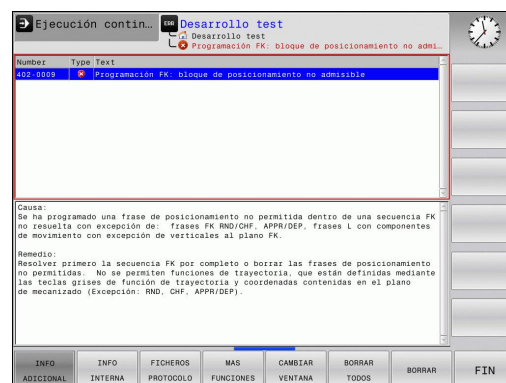 Ejecución contin...
Desarrollo test
Desarrollo test
Programación FK: bloque de posicionamiento no admi…
Number Type Text
402-0009 Programación FK: bloque de posicionamiento no admisible
Causa:
Se ha programado una frase de posicionamiento no permitida dentro de una secuencia FK
no resuelta con excepción de: frases FK RND/CHF, APPR/DEP, frases L con componentes
de movimiento con excepción de verticales al plano FK.
Remedio:
Resolver primero la secuencia FK por completo o borrar las frases de posicionamiento
no permitidas. No se permiten funciones de trayectoria, que están definidas mediante
las teclas grises de función de trayectoria y coordenadas contenidas en el plano
de mecanizado (Excepción: RND, CHF, APPR/DEP).
INFO ADICIONAL
INFO INTERNA
FICHEROS PROTOCOLO
MAS FUNCIONES
CAMBIAR VENTANA
BORRAR TODOS
BORRAR
FIN